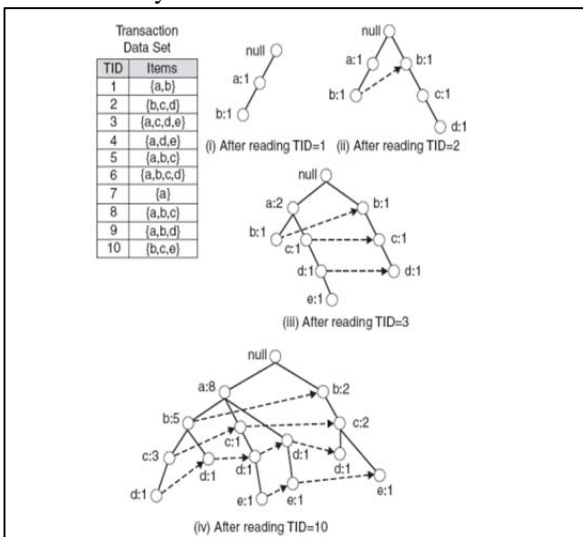 Transaction
Data Set
TID Items
1 {a,b}
2 {b,c,d}
3 {a,c,d,e}
4 {a,d,e}
5 {a,b,c}
6 {a,b,c,d}
7 {a}
8 {a,b,c}
9 {a,b,d}
10 {b,c,e}
null
a:1
b:1
(i) After reading TID=1
null
a:1 b:1
b:1 c:1
d:1
(ii) After reading TID=2
null
a:2 b:1
b:1 c:1 c:1
d:1 d:1
e:1
(iii) After reading TID=3
null
a:8 b:2
b:5 c:2
c:3 c:1 d:1
d:1 d:1 d:1 d:1
e:1 e:1 e:1
(iv) After reading TID=10